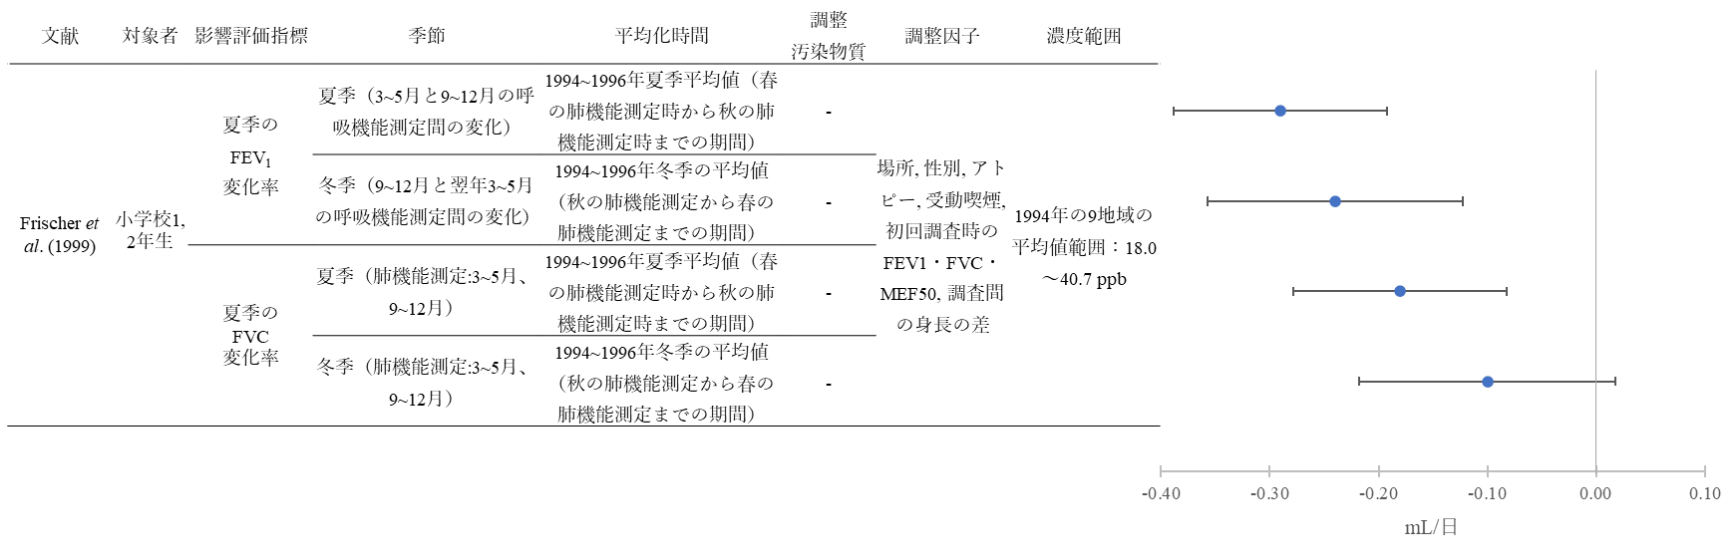 文献
対象者
影響評価指標
季節
平均化時間
調整
汚染物質
調整因子
濃度範囲
Frischer et
al. (1999)
小学校1,
2年生
夏季の
FEV1
変化率
夏季（3~5月と9~12月の呼
吸機能測定間の変化）
1994~1996年夏季平均値（春
の肺機能測定時から秋の肺
機能測定時までの期間）
-
冬季（9~12月と翌年3~5月
の呼吸機能測定間の変化）
1994~1996年冬季の平均値
（秋の肺機能測定から春の
肺機能測定までの期間）
-
夏季の
FVC
変化率
夏季（肺機能測定:3~5月、
9~12月）
1994~1996年夏季平均値（春
の肺機能測定時から秋の肺
機能測定時までの期間）
-
冬季（肺機能測定:3~5月、
9~12月）
1994~1996年冬季の平均値
（秋の肺機能測定から春の
肺機能測定までの期間）
-
場所, 性別, アト
ピー, 受動喫煙,
初回調査時の
FEV1・FVC・
MEF50, 調査間
の身長の差
1994年の9地域の
平均値範囲：18.0
～40.7 ppb
-0.40
-0.30
-0.20
-0.10
0.00
0.10
mL/日